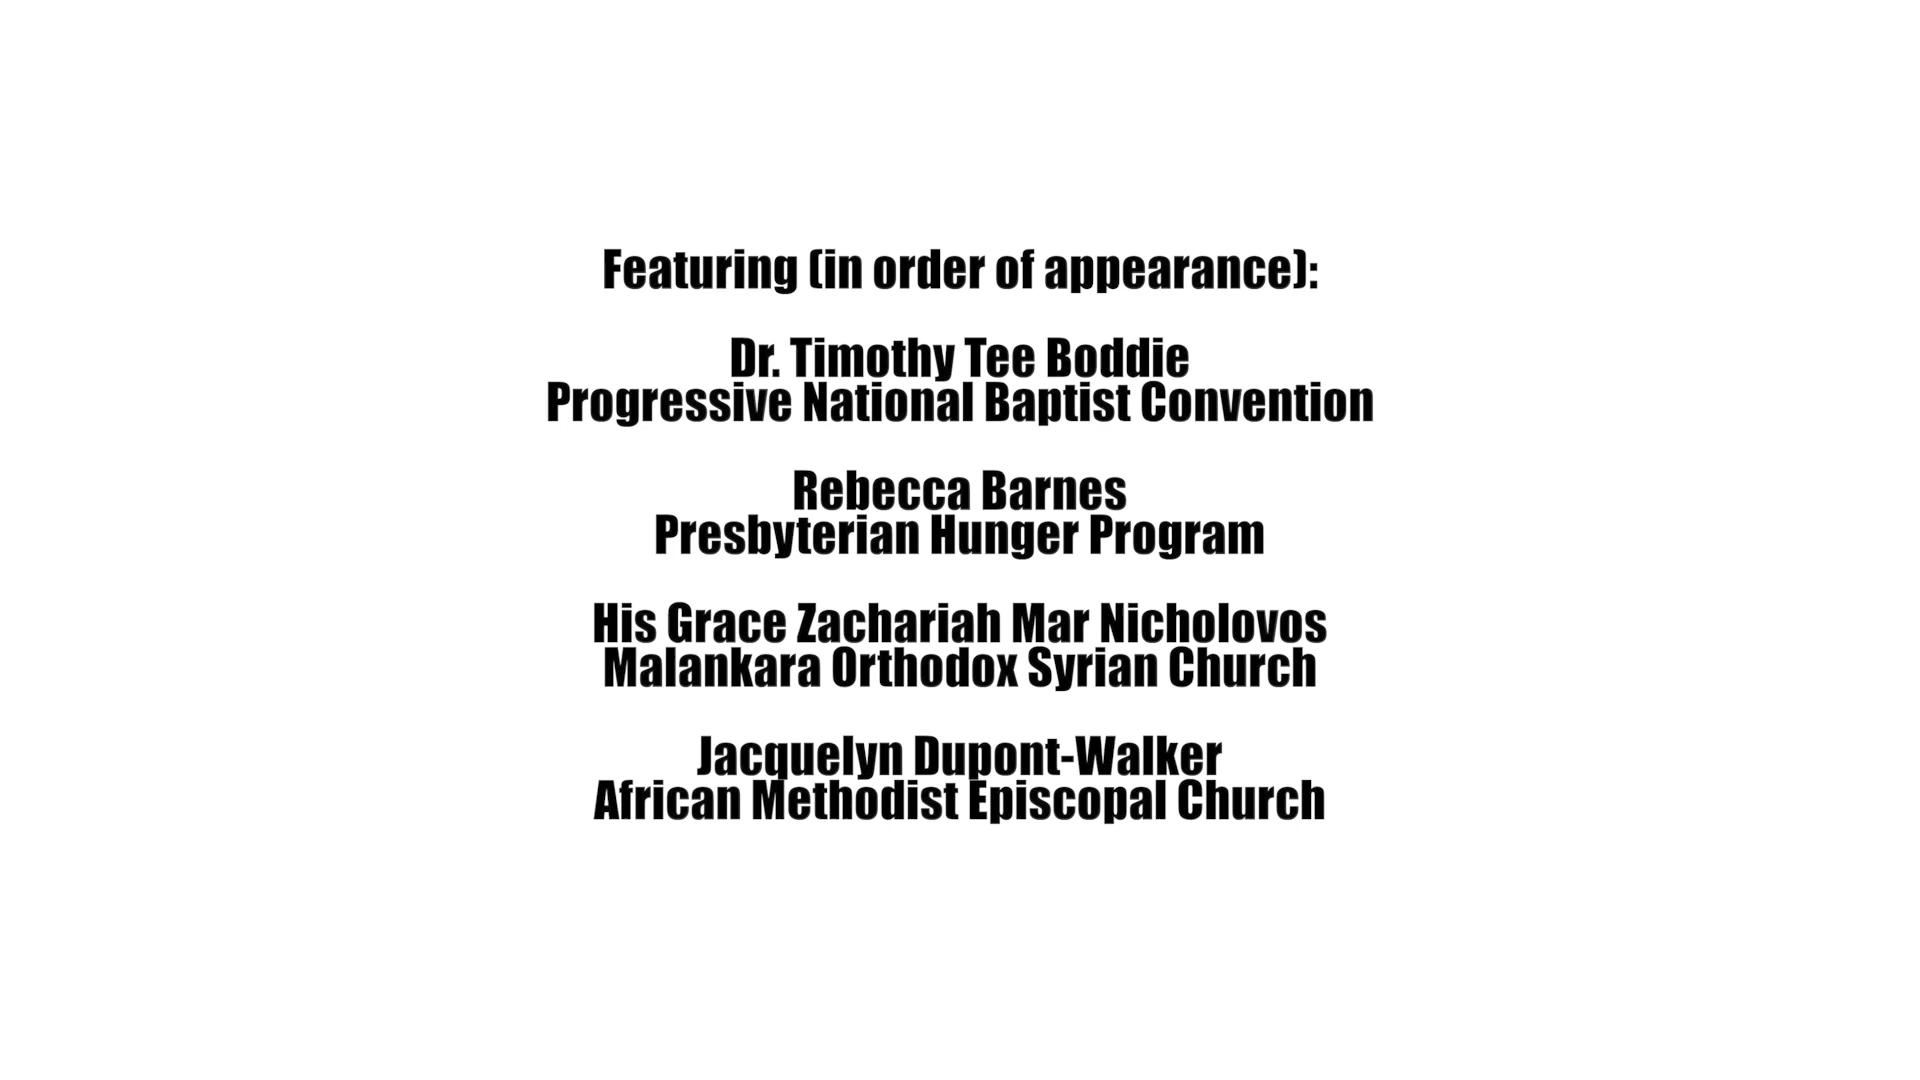 Featuring (in order of appearance):
Dr. Timothy Tee Boddie
Progressive National Baptist Convention
Rebecca Barnes
Presbyterian Hunger Program
His Grace Zachariah Mar Nicholovos
Malankara Orthodox Syrian Church
Jacquelyn Dupont-Walker
African Methodist Episcopal Church